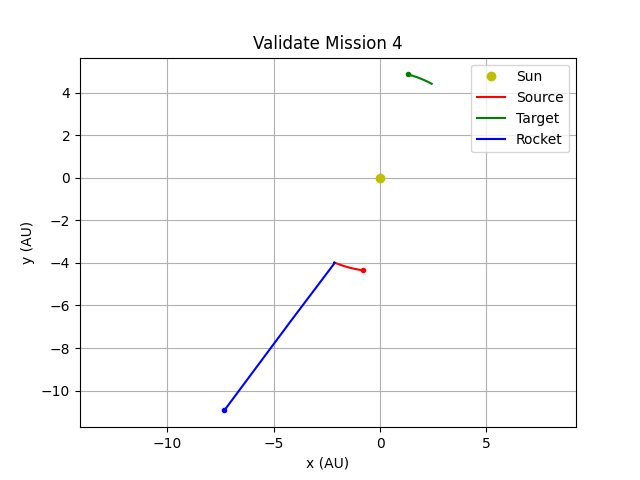 Validate Mission 4
Sun
Source
Target
Rocket
4
2
0
−2
−4
−6
−8
−10
y (AU)
−10
−5
0
5
x (AU)